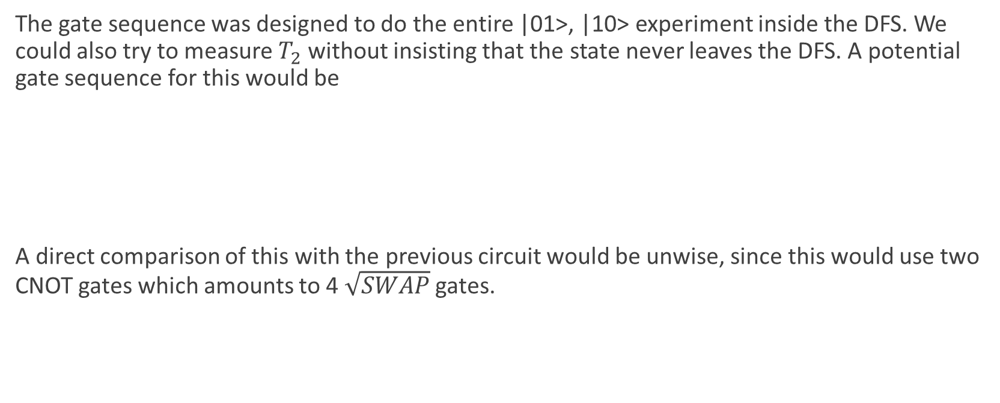 The gate sequence was designed to do the entire |01>, |10> experiment inside the DFS. We
could also try to measure T₂ without insisting that the state never leaves the DFS. A potential
gate sequence for this would be
A direct comparison of this with the previous circuit would be unwise, since this would use two
CNOT gates which amounts to 4 √SWAP gates.